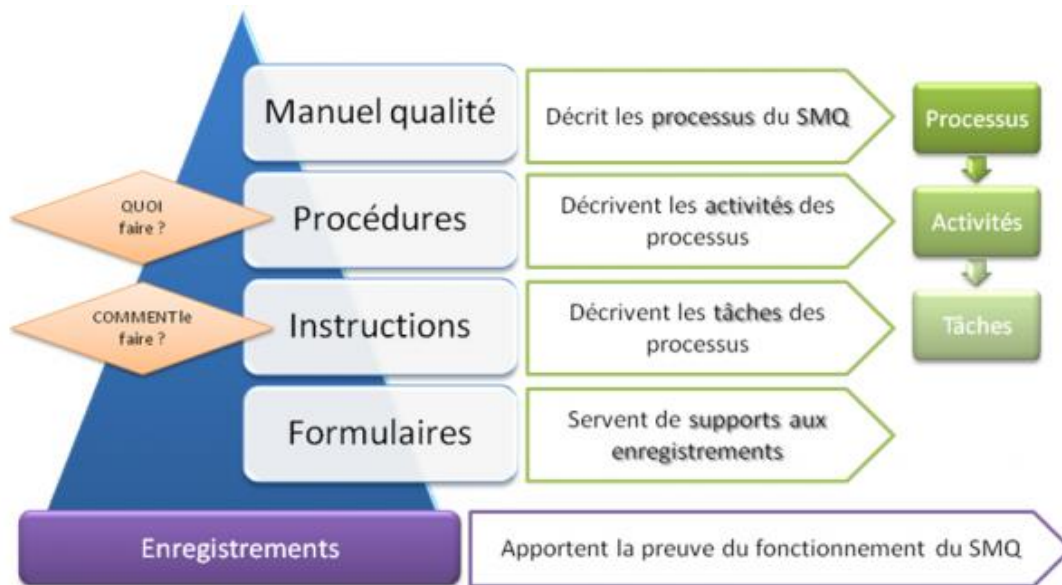 Manuel qualité
Décrit les processus du SMQ
Processus
QUOI
faire ?
Procédures
Décrivent les activités des
processus
Activités
COMMENT le
faire ?
Instructions
Décrivent les tâches des
processus
Tâches
Formulaires
Servent de supports aux
enregistrements
Enregistrements
Apportent la preuve du fonctionnement du SMQ